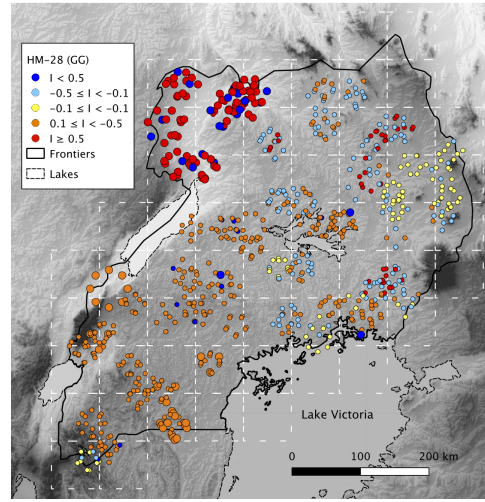 HM-28 (GG)
I < 0.5
-0.5 ≤ I < -0.1
-0.1 ≤ I < -0.1
0.1 ≤ I < -0.5
I ≥ 0.5
Frontiers
Lakes
Lake Victoria
0 100 200 km